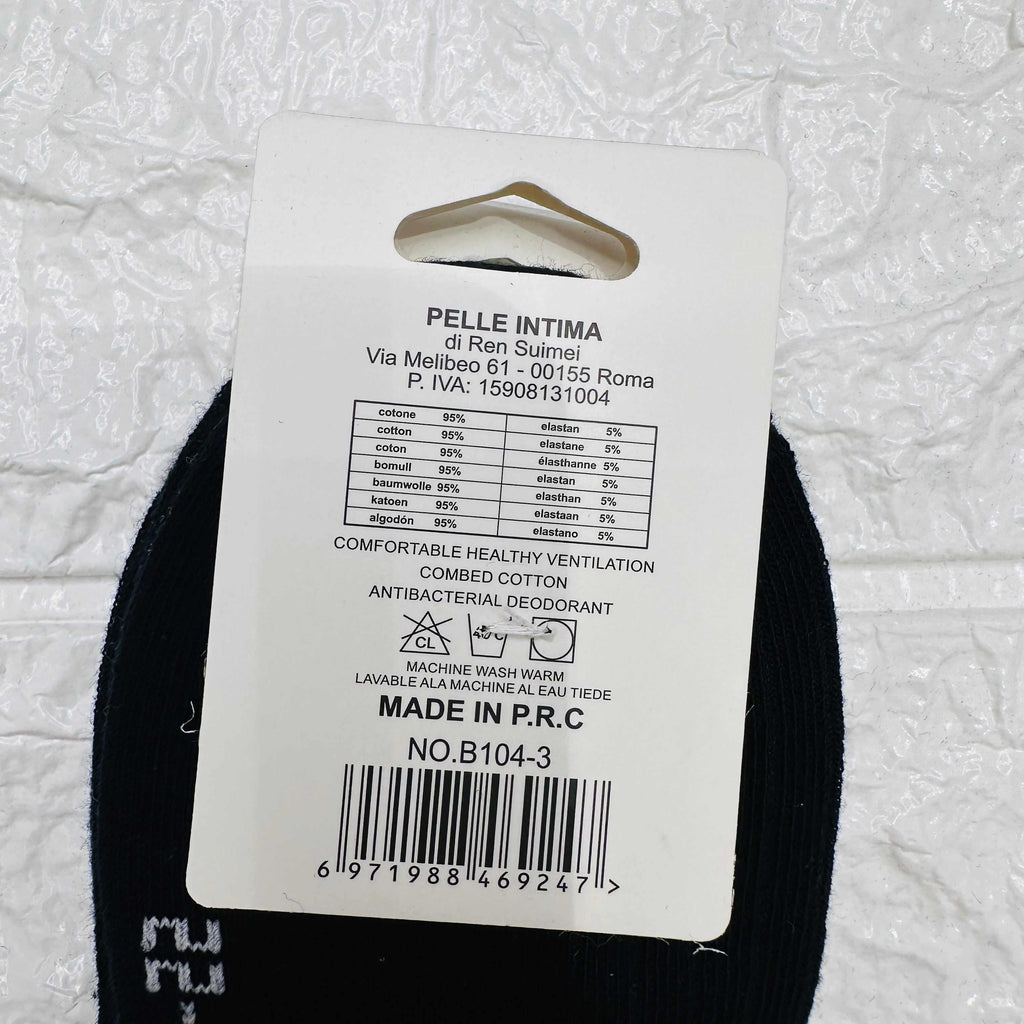 PELLE INTIMA
di Ren Suimei
Via Melibeo 61 - 00155 Roma
P. IVA: 15908131004
cotone 95% elastan 5%
cotton 95% elastane 5%
coton 95% élasthanne 5%
bomull 95% elastan 5%
baumwolle 95% elasthan 5%
katoen 95% elastaan 5%
algodón 95% elastano 5%
COMFORTABLE HEALTHY VENTILATION
COMBED COTTON
ANTIBACTERIAL DEODORANT
CL
MACHINE WASH WARM
LAVABLE ALA MACHINE AL EAU TIEDE
MADE IN P.R.C
NO.B104-3
6 971988 469247 >